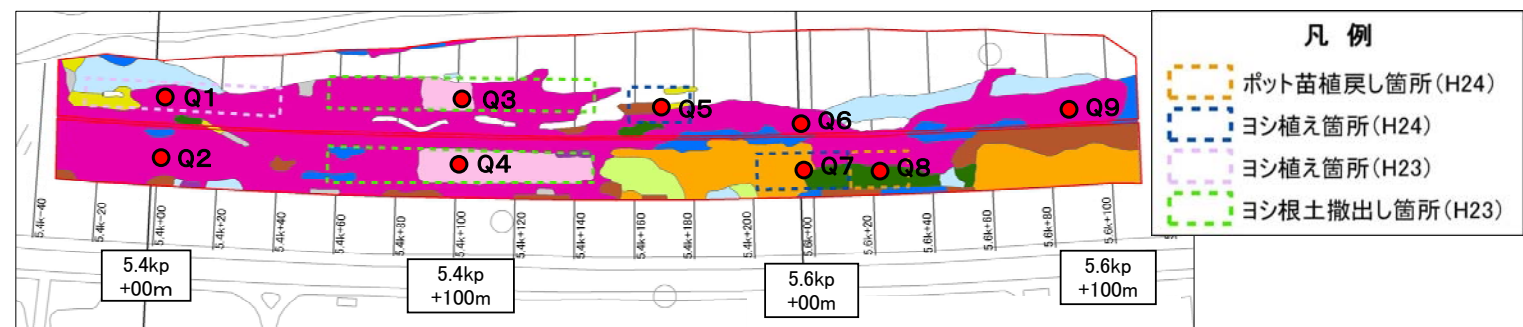 凡 例
ポット苗植戻し箇所(H24)
ヨシ植え箇所(H24)
ヨシ植え箇所(H23)
ヨシ根土撒出し箇所(H23)
Q1
Q3
Q5
Q6
Q9
Q2
Q4
Q7
Q8
5.4k-40
5.4k-20
5.4k+00
5.4k+20
5.4k+40
5.4k+60
5.4k+80
5.4k+100
5.4k+120
5.4k+140
5.4k+160
5.4k+180
5.4k+200
5.6k+00
5.6k+20
5.6k+40
5.6k+60
5.6k+80
5.6k+100
5.4kp
+00m
5.4kp
+100m
5.6kp
+00m
5.6kp
+100m